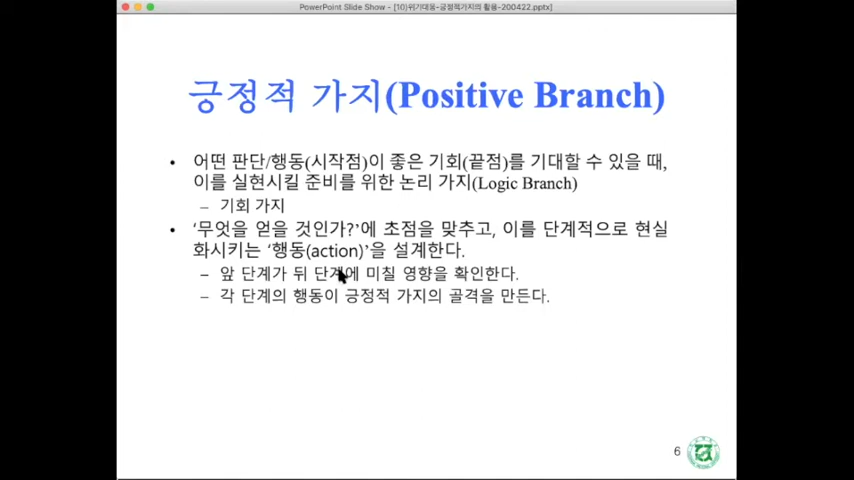 PowerPoint Slide Show - [10)위기대응-긍정적가지의 활용-200422.pptx]
긍정적 가지(Positive Branch)
• 어떤 판단/행동(시작점)이 좋은 기회(끝점)를 기대할 수 있을 때,
이를 실현시킬 준비를 위한 논리 가지(Logic Branch)
– 기회 가지
• ‘무엇을 얻을 것인가?’에 초점을 맞추고, 이를 단계적으로 현실
화시키는 ‘행동(action)’을 설계한다.
– 앞 단계가 뒤 단계에 미칠 영향을 확인한다.
– 각 단계의 행동이 긍정적 가지의 골격을 만든다.
6